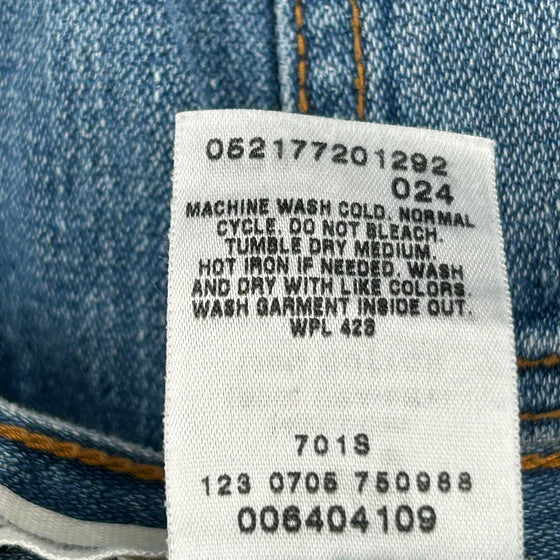 052177201292
024
MACHINE WASH COLD. NORMAL
CYCLE. DO NOT BLEACH.
TUMBLE DRY MEDIUM.
HOT IRON IF NEEDED. WASH
AND DRY WITH LIKE COLORS.
WASH GARMENT INSIDE OUT.
WPL 423
701S
123 0705 750988
006404109